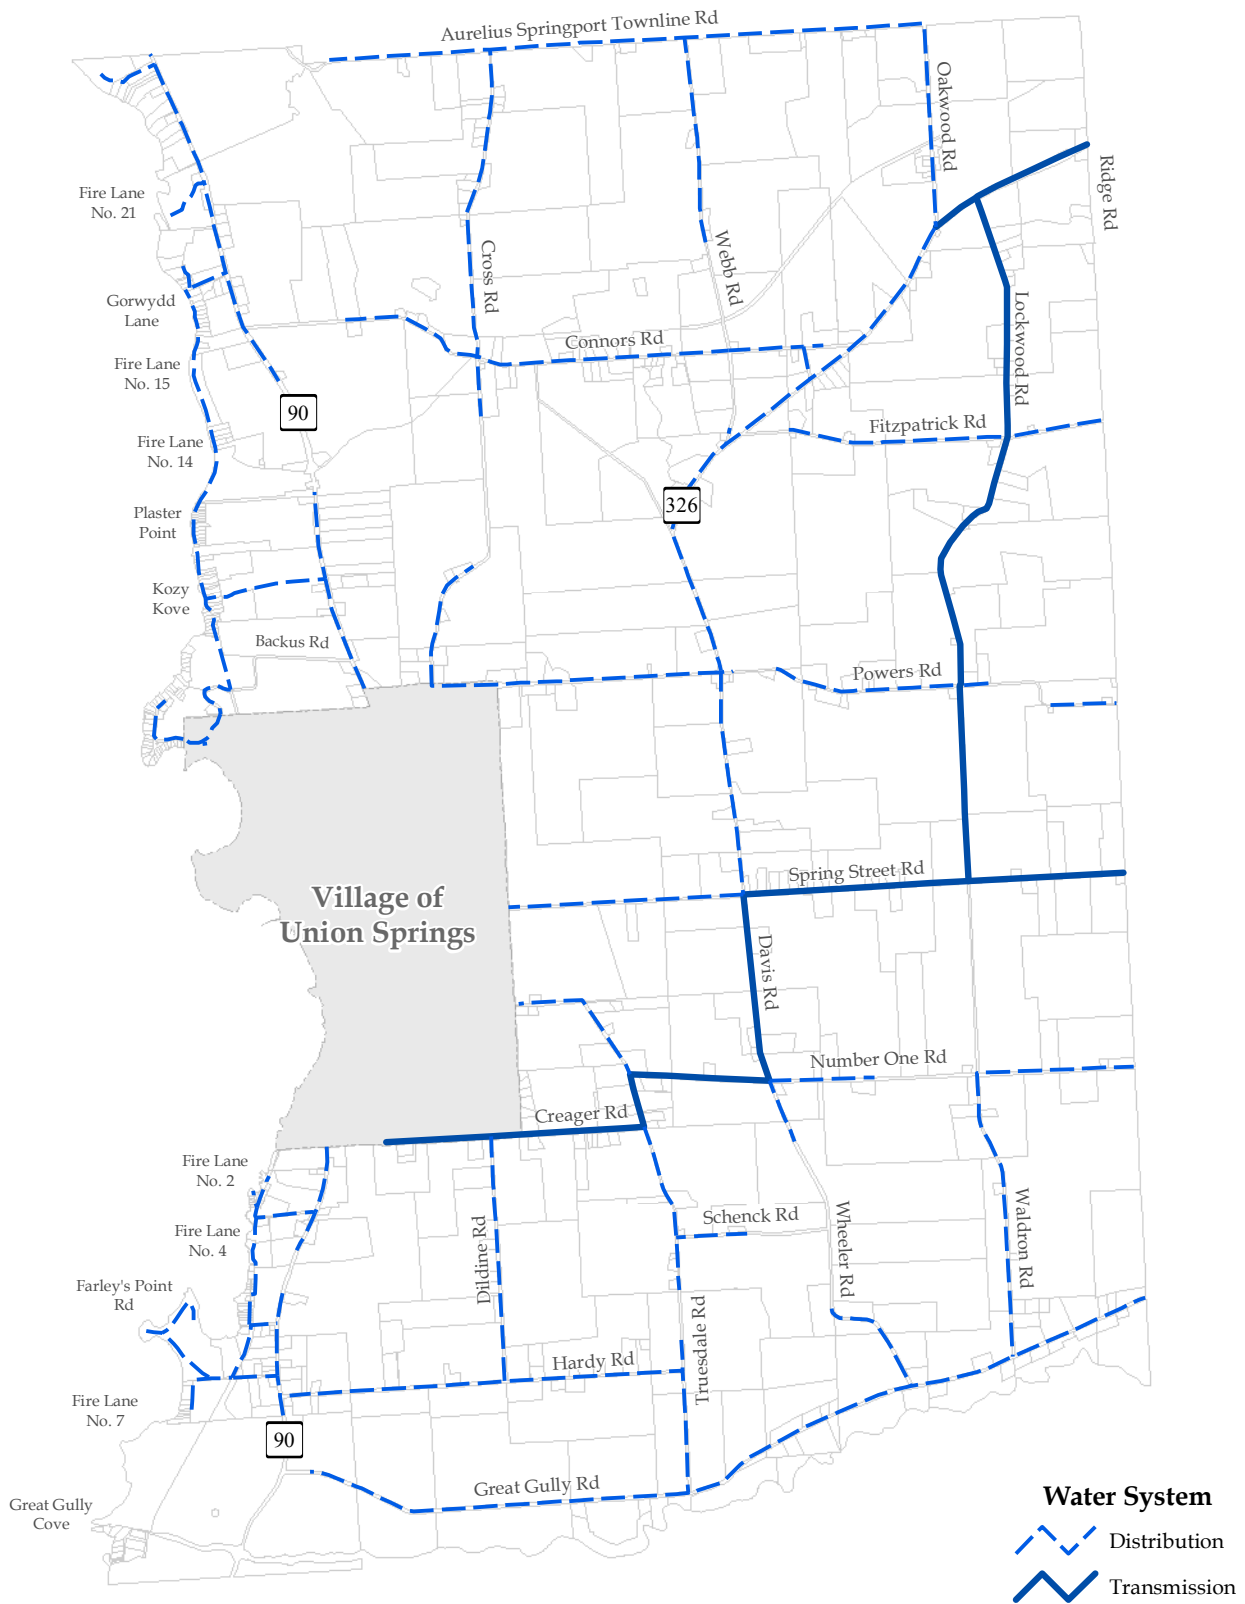 Aurelius Springport Townline Rd
Oakwood Rd
Ridge Rd
Fire Lane
No. 21
Cross Rd
Webb Rd
Gorwydd
Lane
Lockwood Rd
Connors Rd
Fire Lane
No. 15
90
Fitzpatrick Rd
Fire Lane
No. 14
326
Plaster
Point
Kozy
Kove
Backus Rd
Powers Rd
Spring Street Rd
Village of
Union Springs
Davis Rd
Number One Rd
Creager Rd
Fire Lane
No. 2
Schenck Rd
Wheeler Rd
Waldron Rd
Dildine Rd
Fire Lane
No. 4
Farley's Point
Rd
Truesdale Rd
Hardy Rd
Fire Lane
No. 7
90
Great Gully Rd
Great Gully
Cove
Water System
Distribution
Transmission